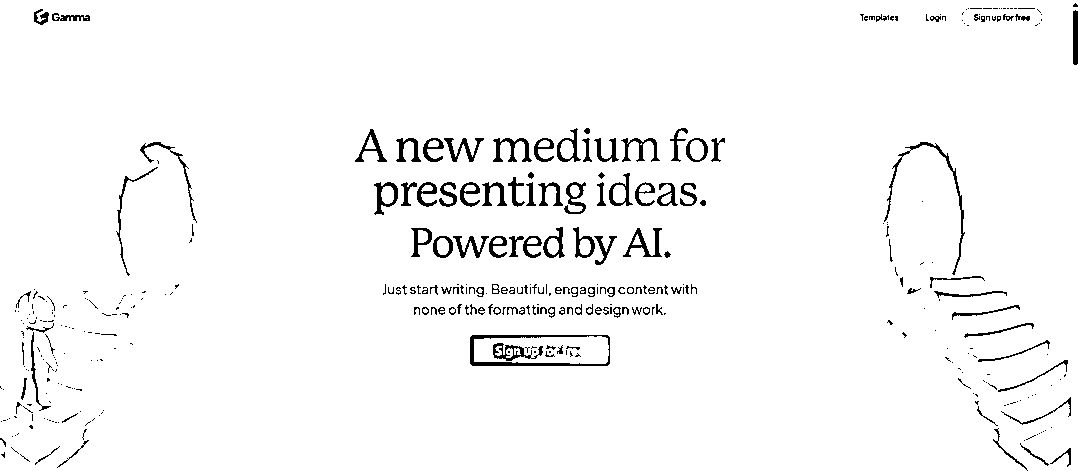 Gamma
Templates Login Sign up for free
A new medium for
presenting ideas.
Powered by AI.
Just start writing. Beautiful, engaging content with
none of the formatting and design work.
Sign up for free